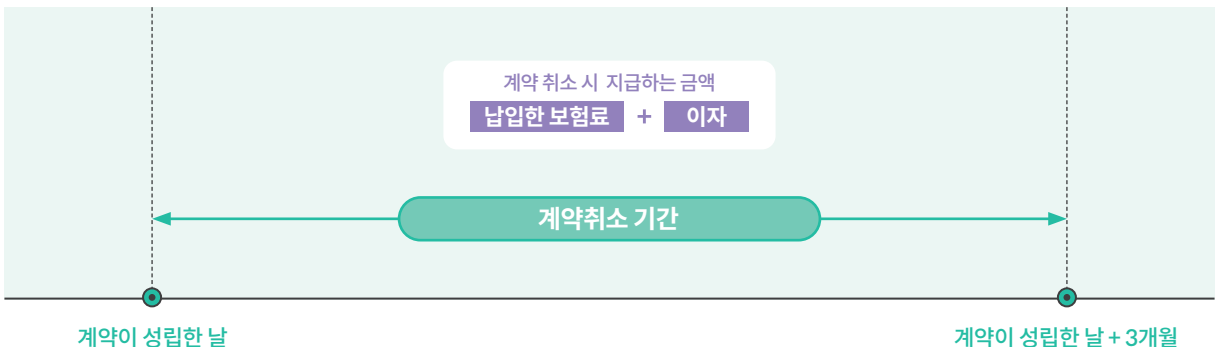 계약 취소 시 지급하는 금액
납입한 보험료 + 이자
계약취소 기간
계약이 성립한 날
계약이 성립한 날 + 3개월